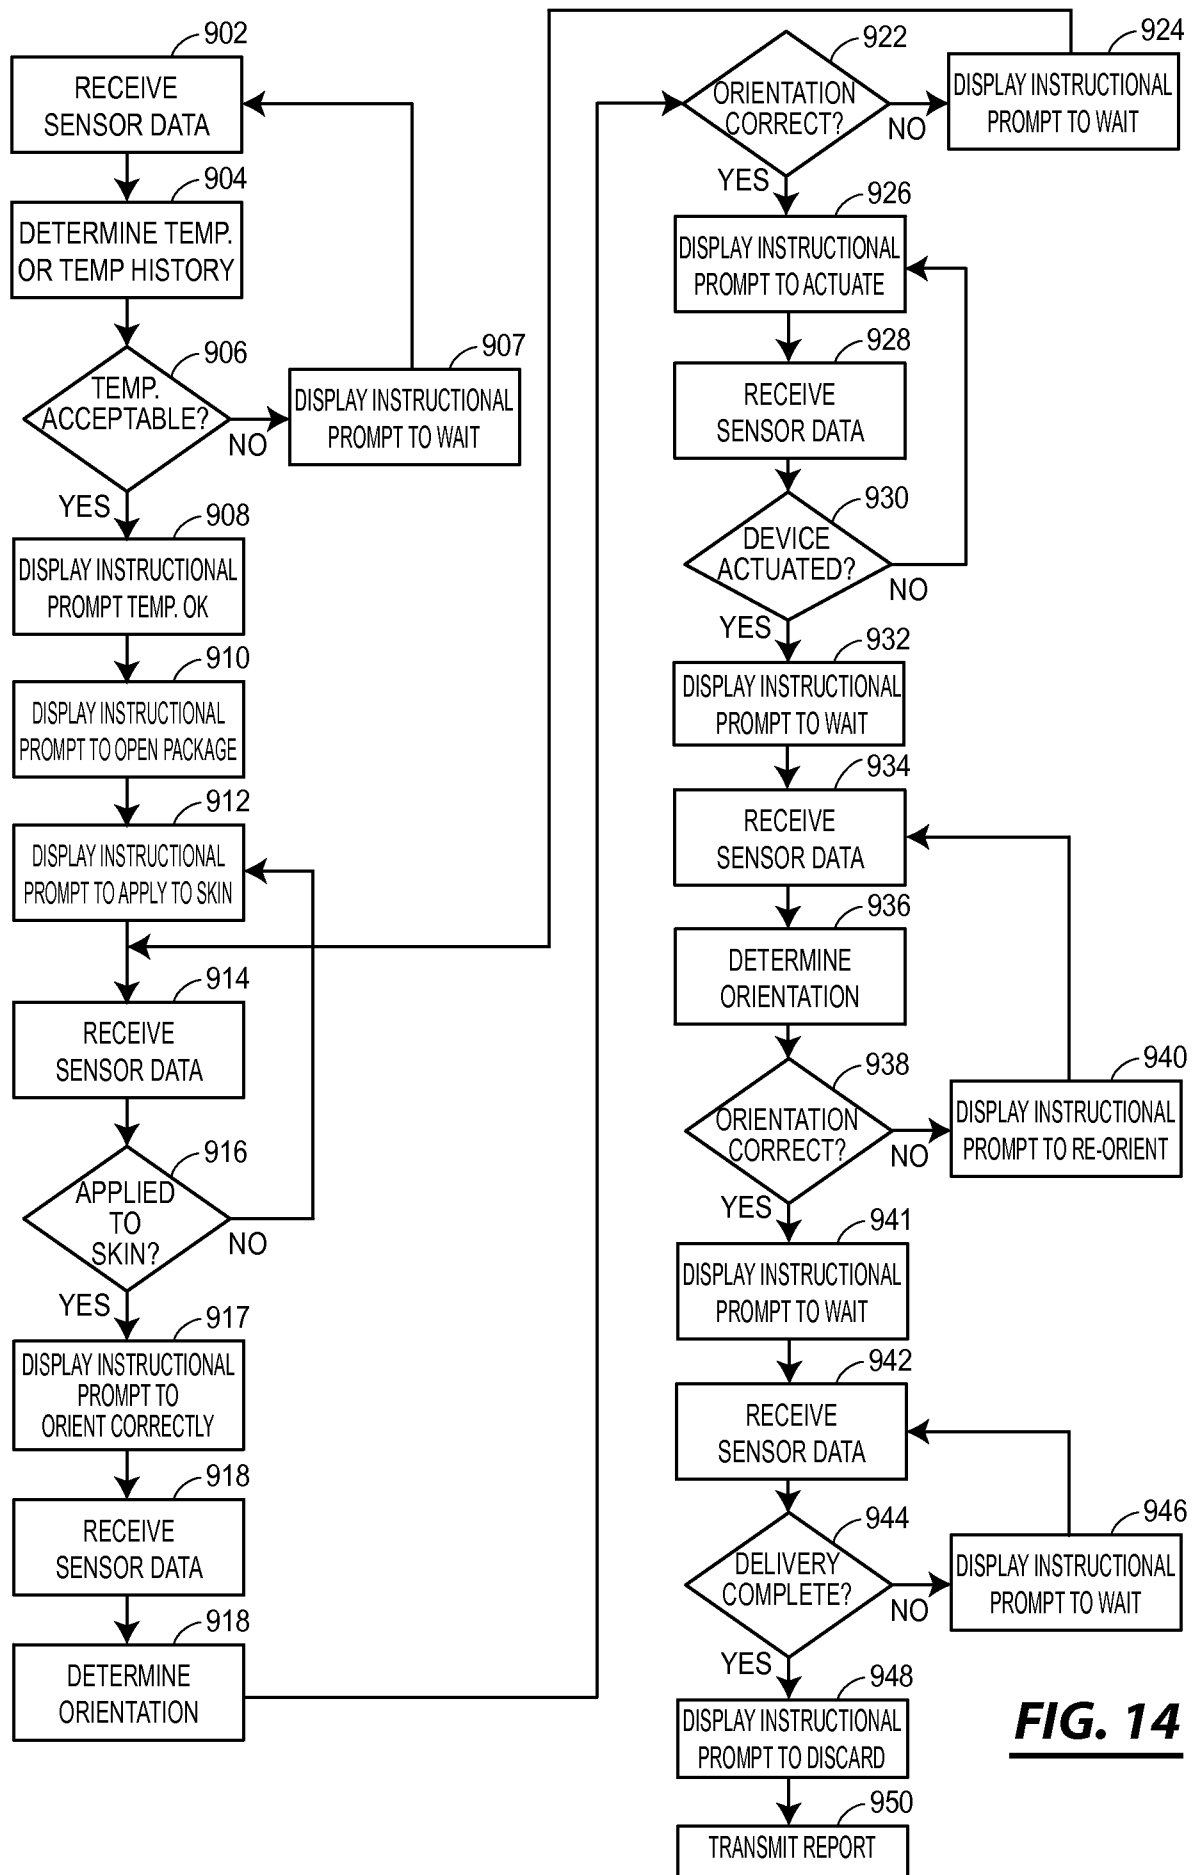 902
RECEIVE
SENSOR DATA
904
DETERMINE TEMP.
OR TEMP HISTORY
906
TEMP.
ACCEPTABLE?
NO
907
DISPLAY INSTRUCTIONAL
PROMPT TO WAIT
YES
908
DISPLAY INSTRUCTIONAL
PROMPT TEMP. OK
910
DISPLAY INSTRUCTIONAL
PROMPT TO OPEN PACKAGE
912
DISPLAY INSTRUCTIONAL
PROMPT TO APPLY TO SKIN
914
RECEIVE
SENSOR DATA
916
APPLIED
TO
SKIN?
NO
YES
917
DISPLAY INSTRUCTIONAL
PROMPT TO
ORIENT CORRECTLY
918
RECEIVE
SENSOR DATA
918
DETERMINE
ORIENTATION
922
ORIENTATION
CORRECT?
NO
924
DISPLAY INSTRUCTIONAL
PROMPT TO WAIT
YES
926
DISPLAY INSTRUCTIONAL
PROMPT TO ACTUATE
928
RECEIVE
SENSOR DATA
930
DEVICE
ACTUATED?
NO
YES
932
DISPLAY INSTRUCTIONAL
PROMPT TO WAIT
934
RECEIVE
SENSOR DATA
936
DETERMINE
ORIENTATION
938
ORIENTATION
CORRECT?
NO
940
DISPLAY INSTRUCTIONAL
PROMPT TO RE-ORIENT
YES
941
DISPLAY INSTRUCTIONAL
PROMPT TO WAIT
942
RECEIVE
SENSOR DATA
944
DELIVERY
COMPLETE?
NO
946
DISPLAY INSTRUCTIONAL
PROMPT TO WAIT
YES
948
DISPLAY INSTRUCTIONAL
PROMPT TO DISCARD
950
TRANSMIT REPORT
FIG. 14